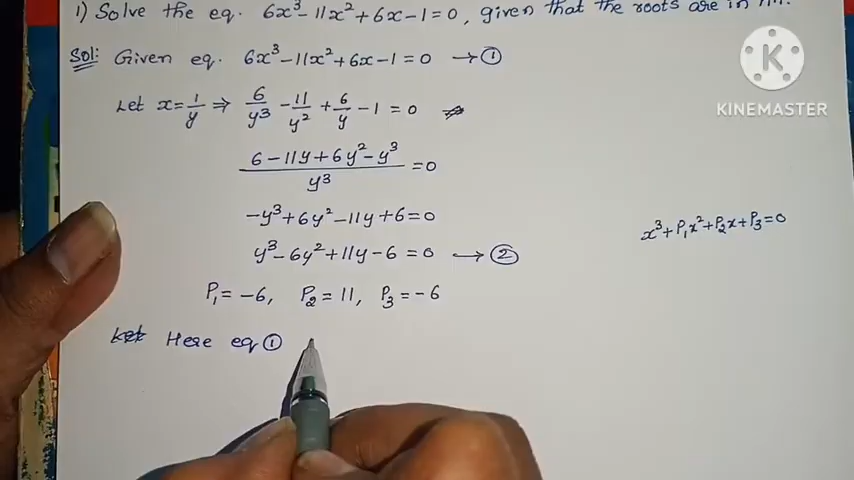 1) Solve the eq. 6x³-11x²+6x-1=0, given that the roots are in H.P.
Sol: Given eq. 6x³-11x²+6x-1=0 → ①
Let x=1/y ⇒ 6/y³ - 11/y² + 6/y - 1 = 0
(6-11y+6y²-y³)/y³ = 0
-y³+6y²-11y+6=0
y³-6y²+11y-6=0 → ②
x³+P₁x²+P₂x+P₃=0
P₁=-6, P₂=11, P₃=-6
Here eq ①
KINEMASTER